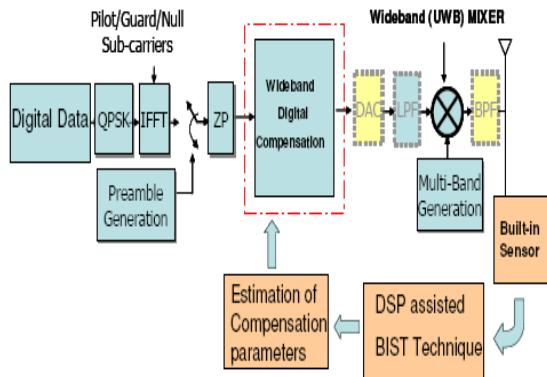 Wideband (UWB) MIXER
Pilot/Guard/Null
Sub-carriers
Digital Data
QPSK
IFFT
ZP
Wideband
Digital
Compensation
DAC
LPF
BPF
Preamble
Generation
Multi-Band
Generation
Built-in
Sensor
Estimation of
Compensation
parameters
DSP assisted
BIST Technique